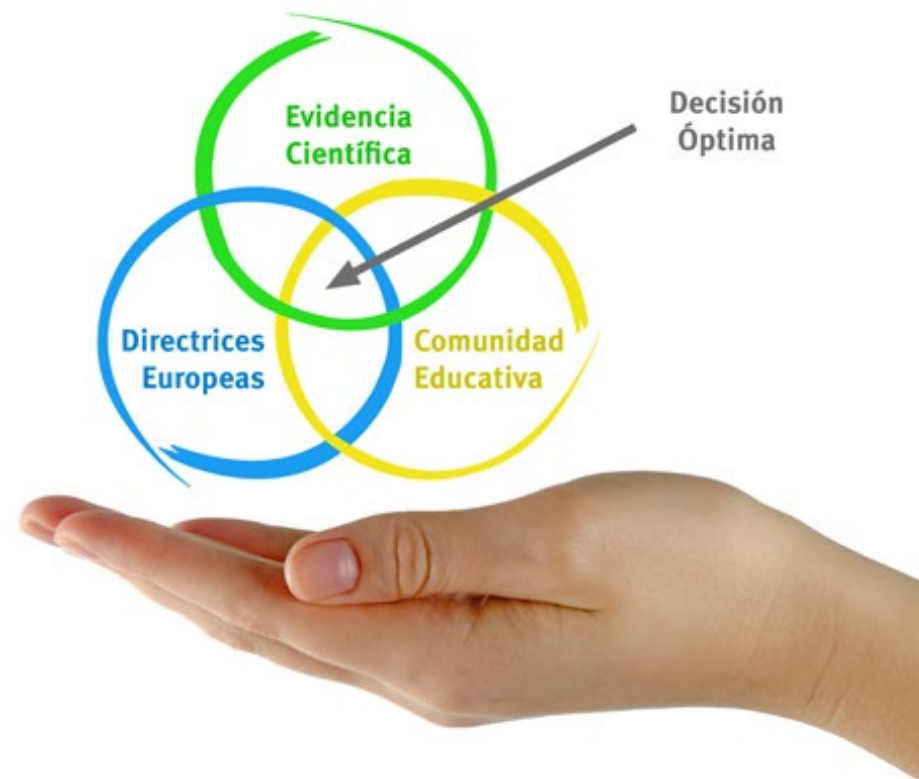 Evidencia
Científica
Decisión
Óptima
Directrices
Europeas
Comunidad
Educativa